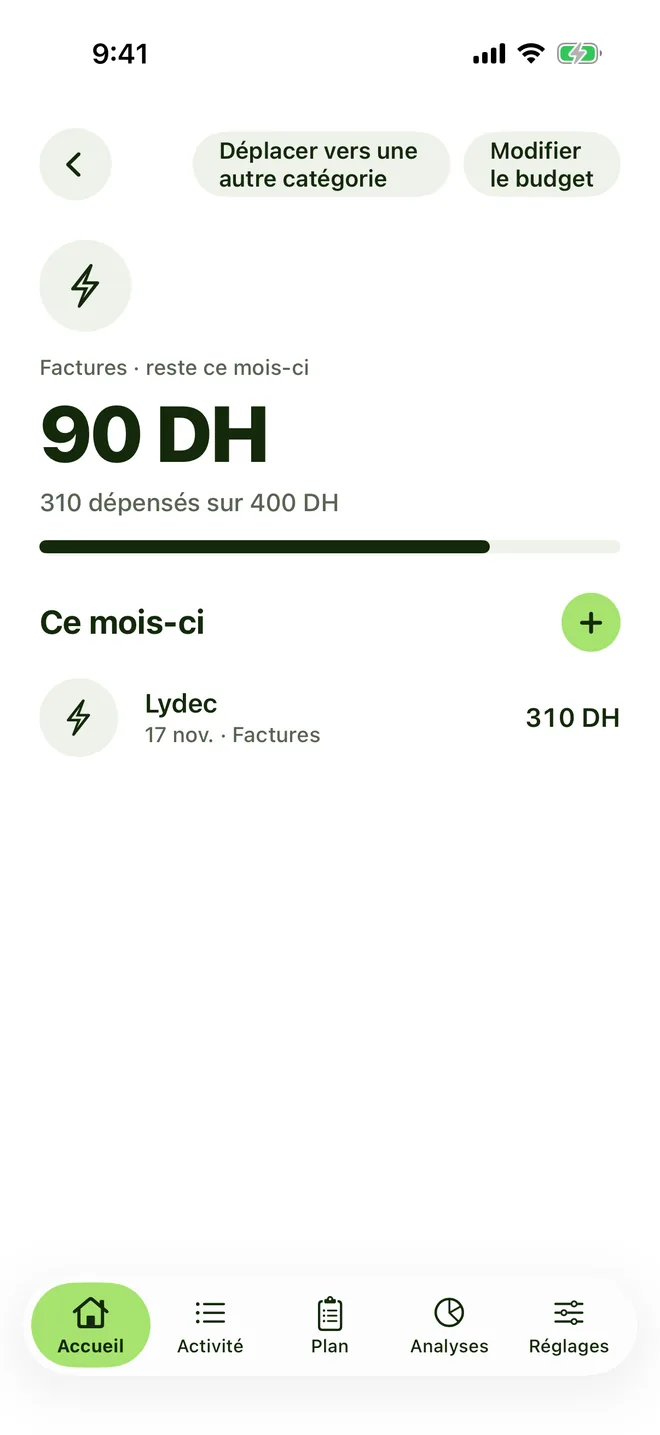 9:41
Déplacer vers une
autre catégorie
Modifier
le budget
Factures · reste ce mois-ci
90 DH
310 dépensés sur 400 DH
Ce mois-ci
Lydec
310 DH
17 nov. · Factures
Accueil
Activité
Plan
Analyses
Réglages